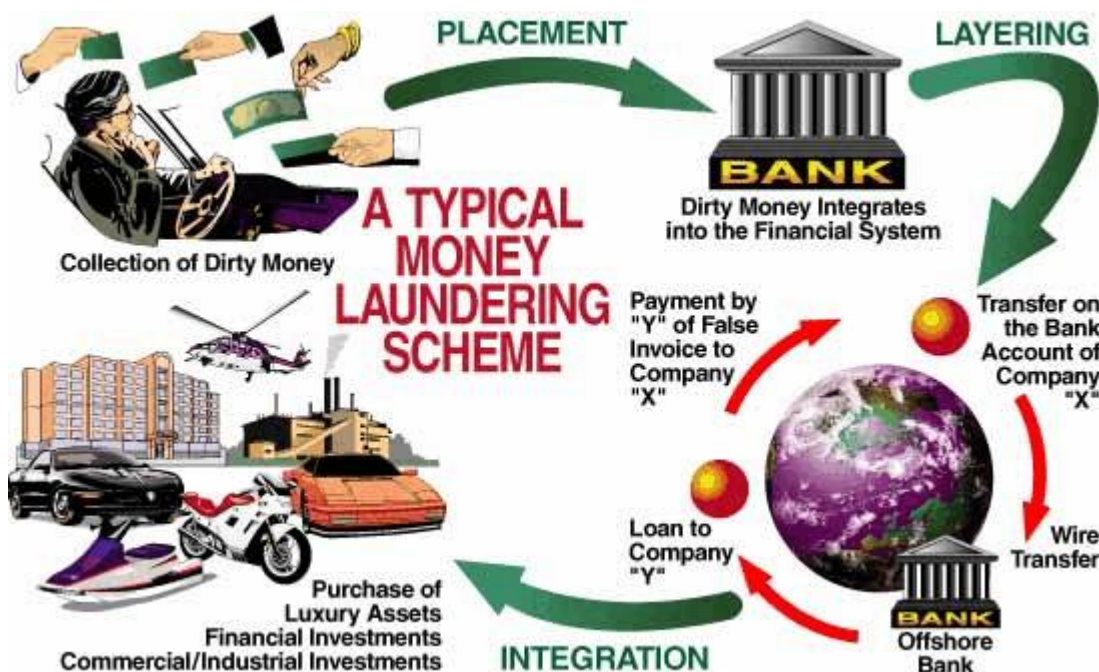 PLACEMENT
LAYERING
BANK
Dirty Money Integrates
into the Financial System
Collection of Dirty Money
A TYPICAL
MONEY
LAUNDERING
SCHEME
Payment by
"Y" of False
Invoice to
Company
"X"
Transfer on
the Bank
Account of
Company
"X"
Loan to
Company
"Y"
Wire
Transfer
BANK
Offshore
Bank
Purchase of
Luxury Assets
Financial Investments
Commercial/Industrial Investments
INTEGRATION